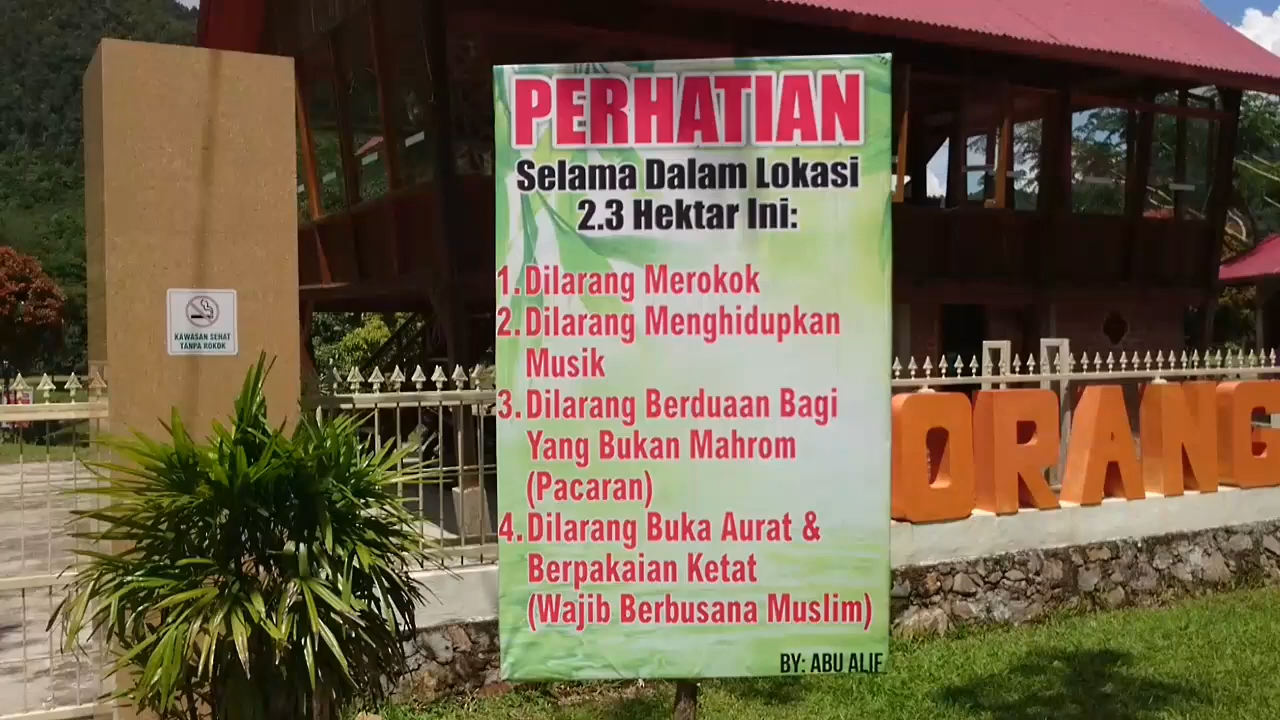 PERHATIAN
Selama Dalam Lokasi
2.3 Hektar Ini:
1. Dilarang Merokok
2. Dilarang Menghidupkan
Musik
3. Dilarang Berduaan Bagi
Yang Bukan Mahrom
(Pacaran)
4. Dilarang Buka Aurat &
Berpakaian Ketat
(Wajib Berbusana Muslim)
BY: ABU ALIF
KAWASAN SEHAT
TANPA ROKOK
ORANG